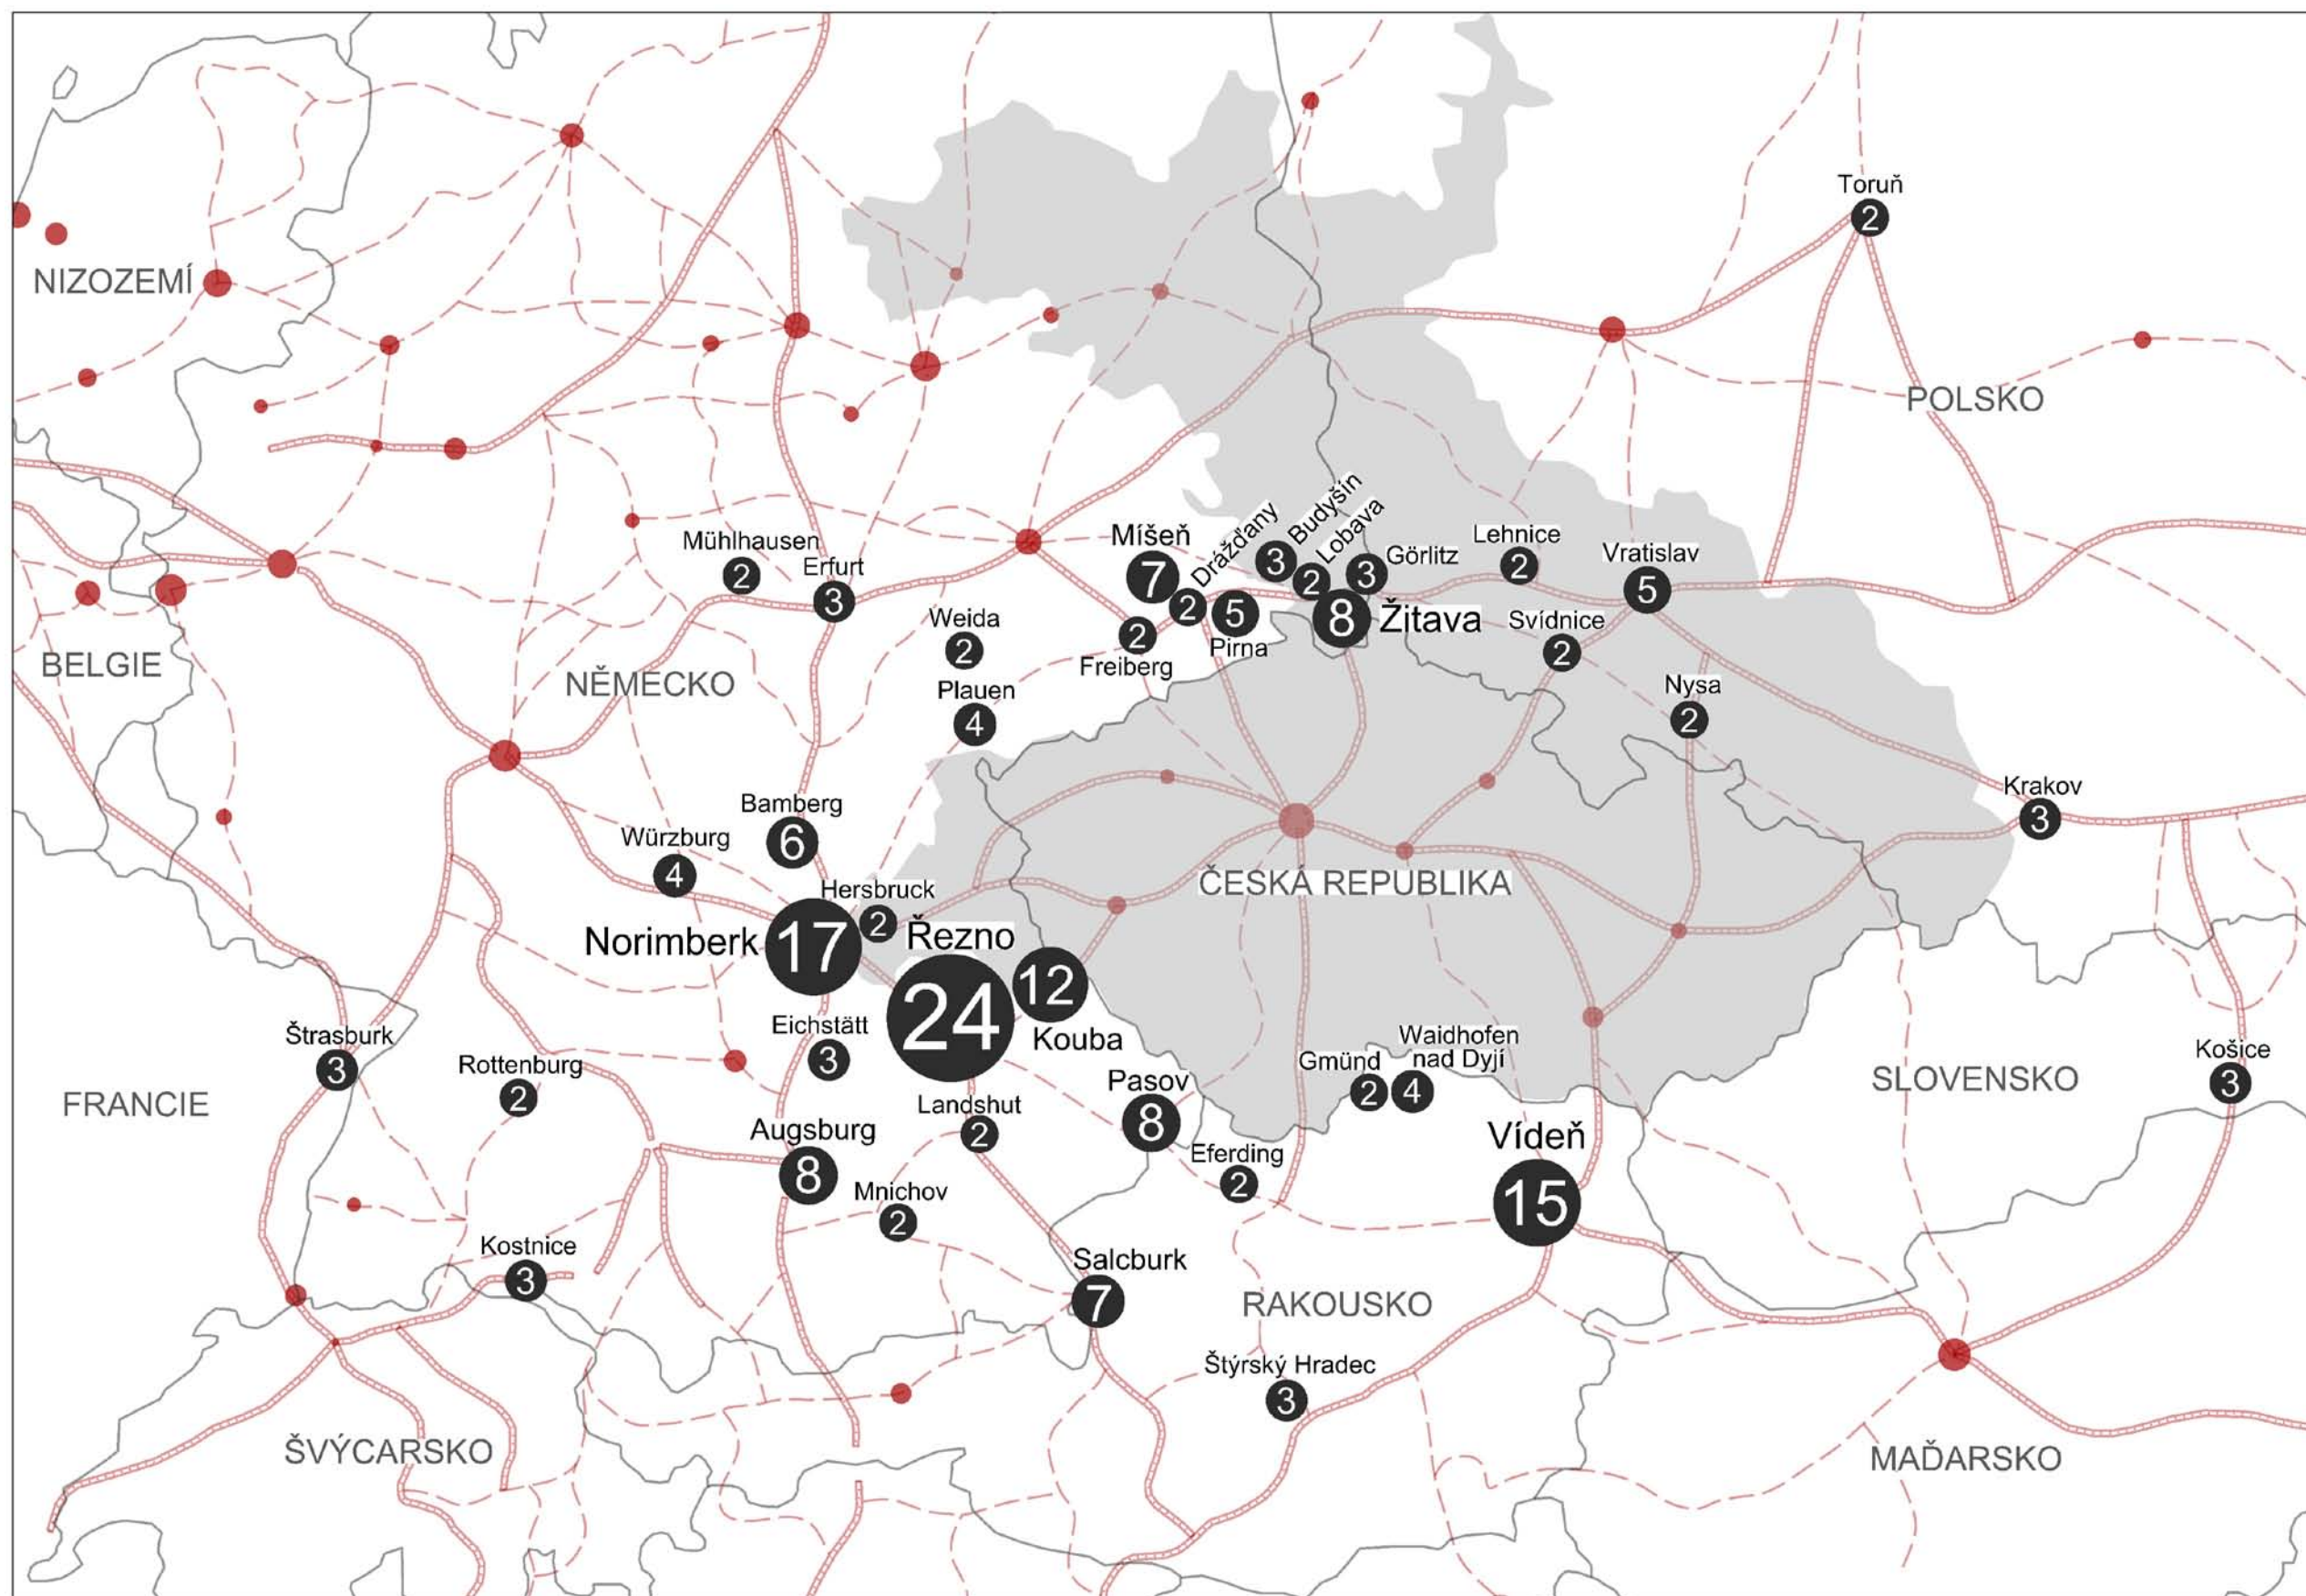 Toruň
2
NIZOZEMÍ
POLSKO
Budyšín
3
Lobava
2
Drážďany
2
Míšeň
7
Görlitz
3
Lehnice
2
Vratislav
5
Mühlhausen
2
Erfurt
3
Weida
2
Freiberg
2
5
Pirna
8
Žitava
Svídnice
2
BELGIE
NĚMECKO
Plauen
4
Nysa
2
Krakov
3
Bamberg
6
Würzburg
4
Hersbruck
2
ČESKÁ REPUBLIKA
Norimberk
17
Řezno
24
12
Kouba
Eichstätt
3
Štrasburk
3
Rottenburg
2
Waidhofen
nad Dyjí
4
Gmünd
2
Košice
3
SLOVENSKO
FRANCIE
Pasov
8
Landshut
2
Augsburg
8
Vídeň
15
Eferding
2
Mnichov
2
Kostnice
3
Salcburk
7
RAKOUSKO
Štýrský Hradec
3
ŠVÝCARSKO
MAĎARSKO